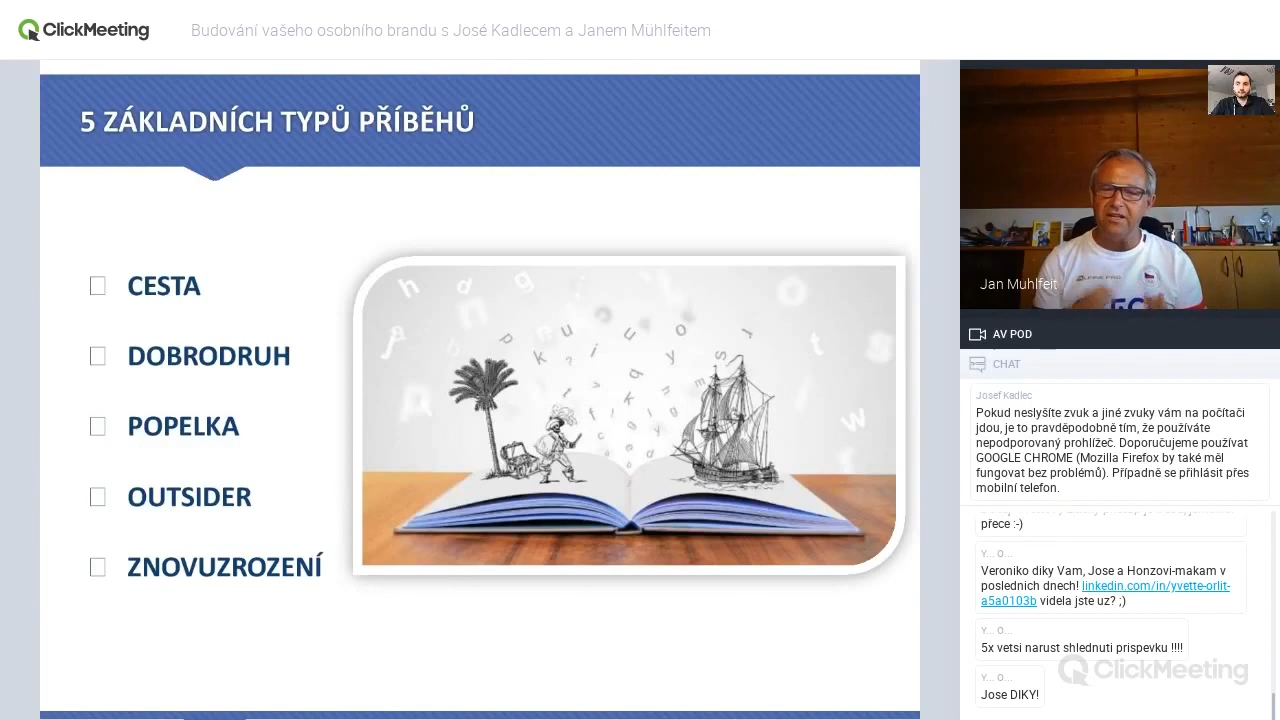 ClickMeeting
Budování vašeho osobního brandu s José Kadlecem a Janem Mühlfeitem
5 ZÁKLADNÍCH TYPŮ PŘÍBĚHŮ
CESTA
DOBRODRUH
POPELKA
OUTSIDER
ZNOVUZROZENÍ
Jan Muhlfeit
AV POD
CHAT
Josef Kadlec
Pokud neslyšíte zvuk a jiné zvuky vám na počítači
jdou, je to pravděpodobně tím, že používáte
nepodporovaný prohlížeč. Doporučujeme používat
GOOGLE CHROME (Mozilla Firefox by také měl
fungovat bez problémů). Případně se přihlásit přes
mobilní telefon.
přece :-)
Y... O...
Veroniko diky Vam, Jose a Honzovi-makam v
poslednich dnech! linkedin.com/in/yvette-orlit-
a5a0103b videla jste uz? ;)
Y... O...
5x vetsi narust shlednuti prispevku !!!!
ClickMeeting
Y... O...
Jose DIKY!